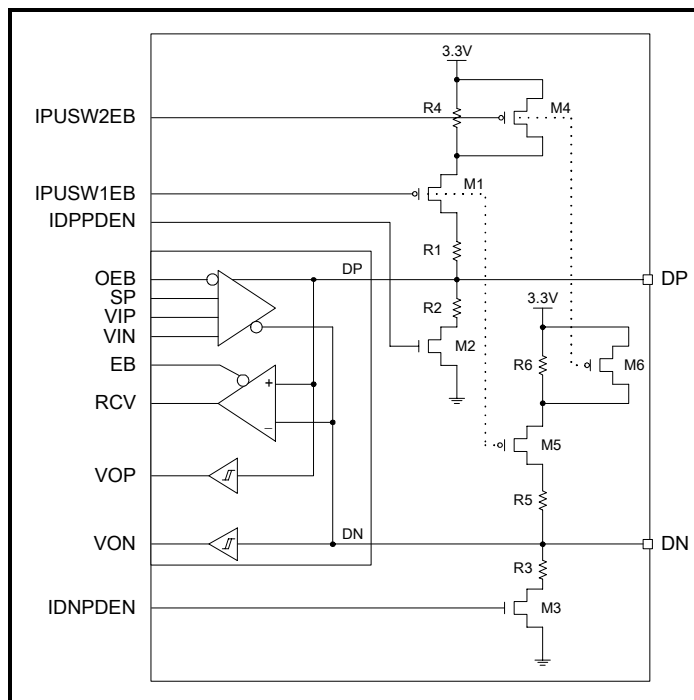 3.3V
R4
M4
IPUSW2EB
M1
IPUSW1EB
IDPPDEN
R1
OEB
DP
DP
SP
VIP
VIN
R2
M2
3.3V
EB
R6
M6
RCV
+
–
M5
VOP
R5
VON
DN
DN
R3
IDNPDEN
M3